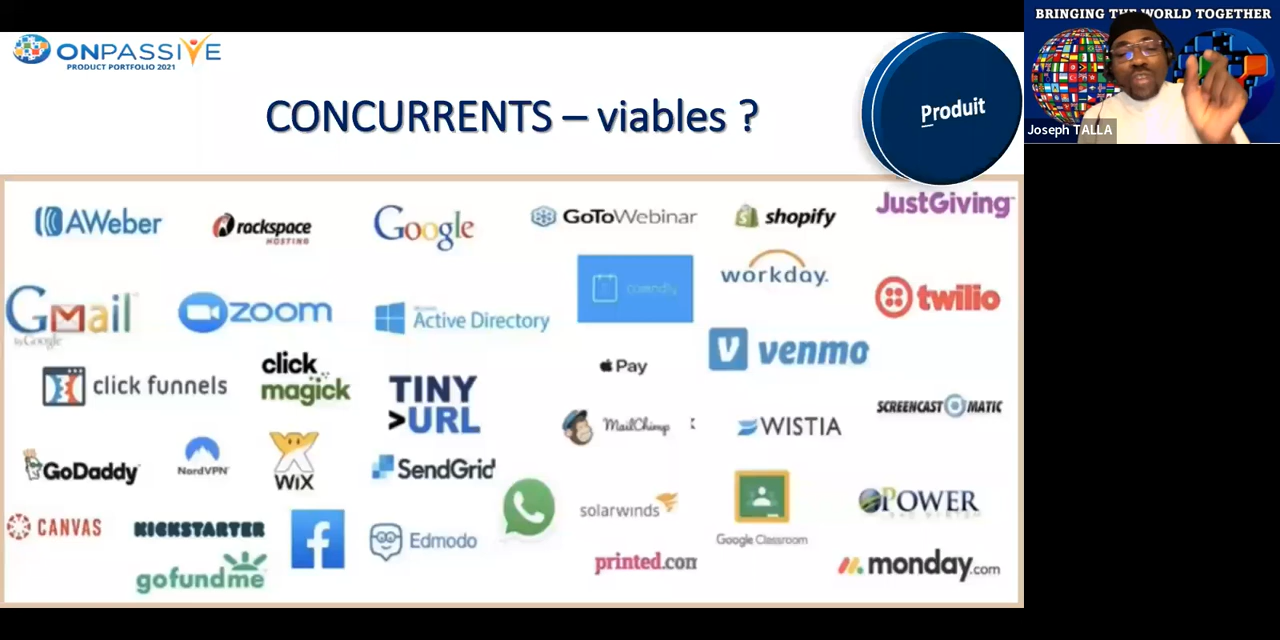 ONPASSIVE
PRODUCT PORTFOLIO 2021
CONCURRENTS – viables ?
Produit
BRINGING THE WORLD TOGETHER
Joseph TALLA
AWeber
rackspace
HOSTING
Google
GoToWebinar
shopify
JustGiving
Gmail
by Google
zoom
Active Directory
calendly
workday.
twilio
click funnels
click
magick
TINY
>URL
Pay
venmo
MailChimp
WISTIA
SCREENCAST MATIC
GoDaddy
NordVPN
WiX
SendGrid
solarwinds
Google Classroom
POWER
CANVAS
KICKSTARTER
gofundme
f
Edmodo
printed.com
monday.com